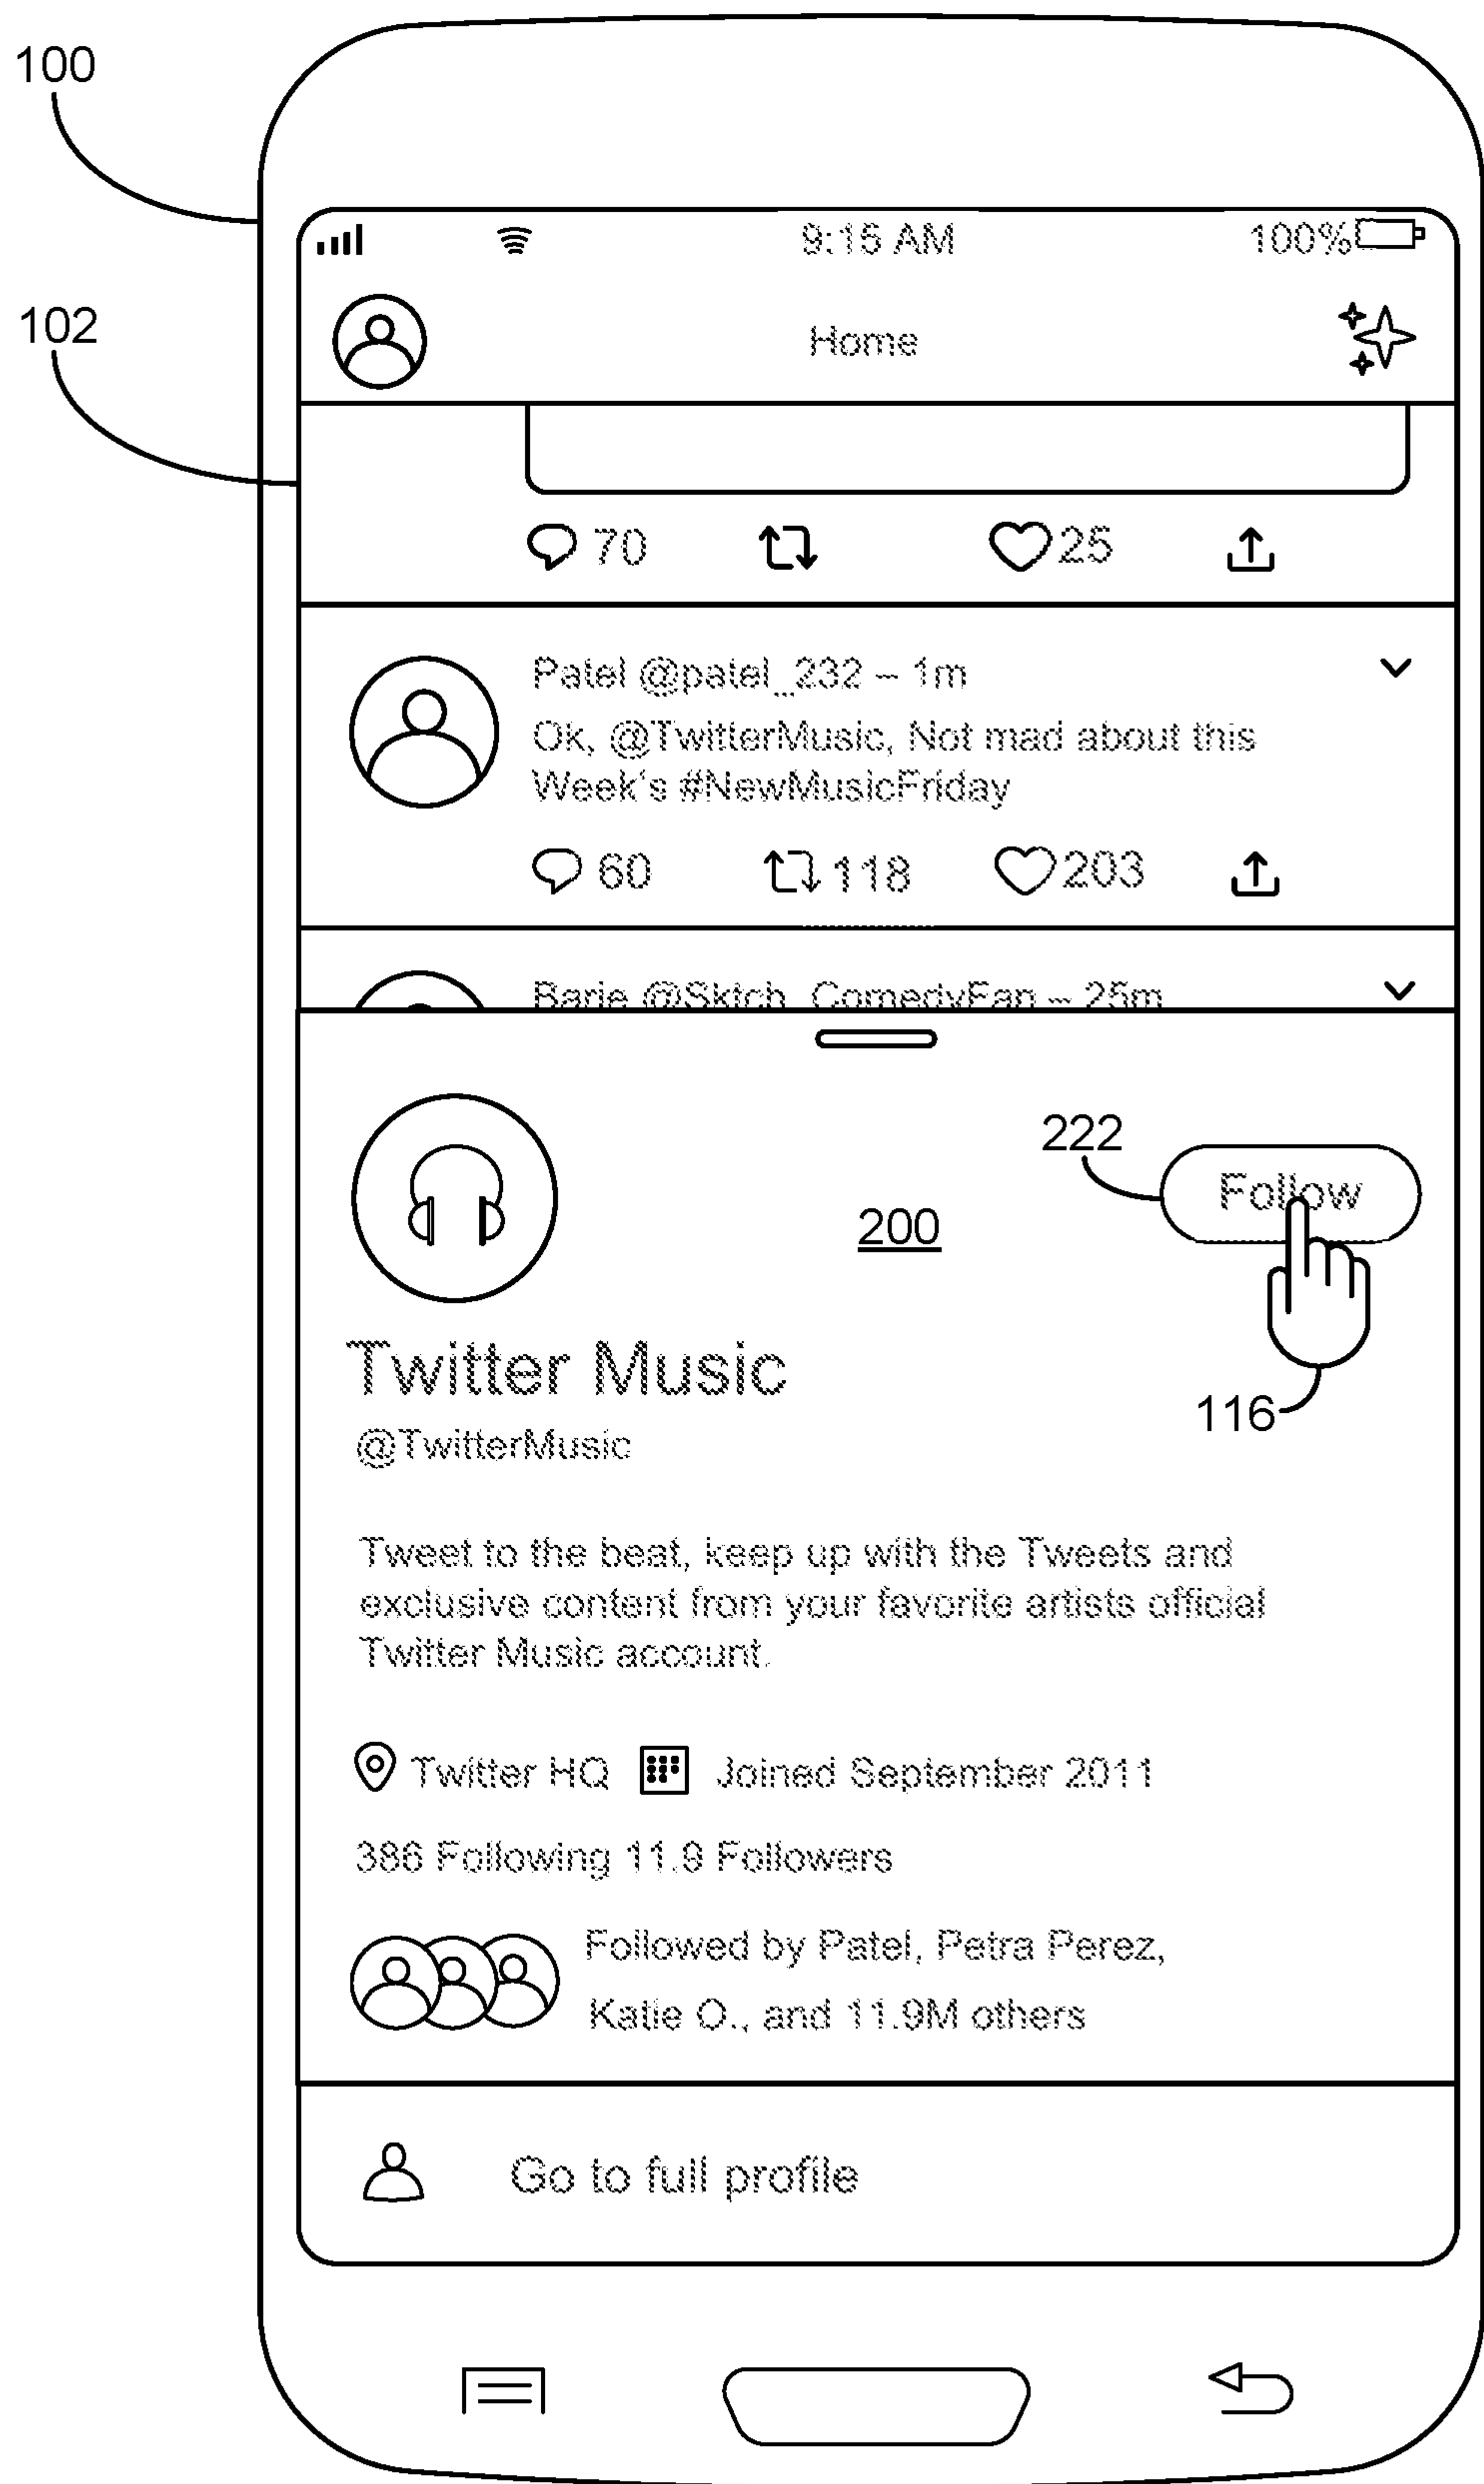 100
9:15 AM 100%
102
Home
70 25
Patel @patel_232 – 1m
Ok, @TwitterMusic, Not mad about this
Week's #NewMusicFriday
60 118 203
Barie @Sktch_ComedyFan – 25m
222
Follow
200
116
Twitter Music
@TwitterMusic
Tweet to the beat, keep up with the Tweets and
exclusive content from your favorite artists official
Twitter Music account.
Twitter HQ Joined September 2011
386 Following 11.9 Followers
Followed by Patel, Petra Perez,
Katie O., and 11.9M others
Go to full profile